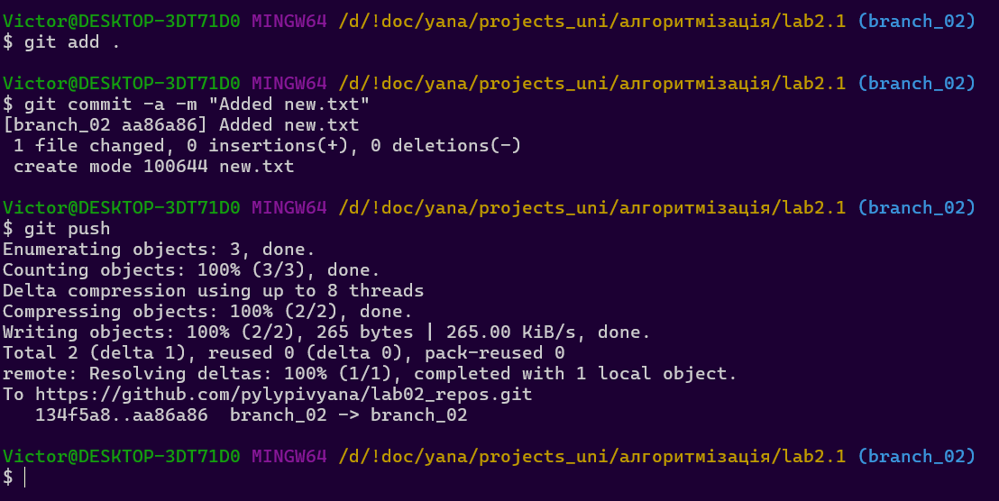 Victor@DESKTOP-3DT71D0 MINGW64 /d/!doc/yana/projects_uni/алгоритмізація/lab2.1 (branch_02)
$ git add .
Victor@DESKTOP-3DT71D0 MINGW64 /d/!doc/yana/projects_uni/алгоритмізація/lab2.1 (branch_02)
$ git commit -a -m "Added new.txt"
[branch_02 aa86a86] Added new.txt
 1 file changed, 0 insertions(+), 0 deletions(-)
 create mode 100644 new.txt
Victor@DESKTOP-3DT71D0 MINGW64 /d/!doc/yana/projects_uni/алгоритмізація/lab2.1 (branch_02)
$ git push
Enumerating objects: 3, done.
Counting objects: 100% (3/3), done.
Delta compression using up to 8 threads
Compressing objects: 100% (2/2), done.
Writing objects: 100% (2/2), 265 bytes | 265.00 KiB/s, done.
Total 2 (delta 1), reused 0 (delta 0), pack-reused 0
remote: Resolving deltas: 100% (1/1), completed with 1 local object.
To https://github.com/pylypivyana/lab02_repos.git
   134f5a8..aa86a86  branch_02 -> branch_02
Victor@DESKTOP-3DT71D0 MINGW64 /d/!doc/yana/projects_uni/алгоритмізація/lab2.1 (branch_02)
$